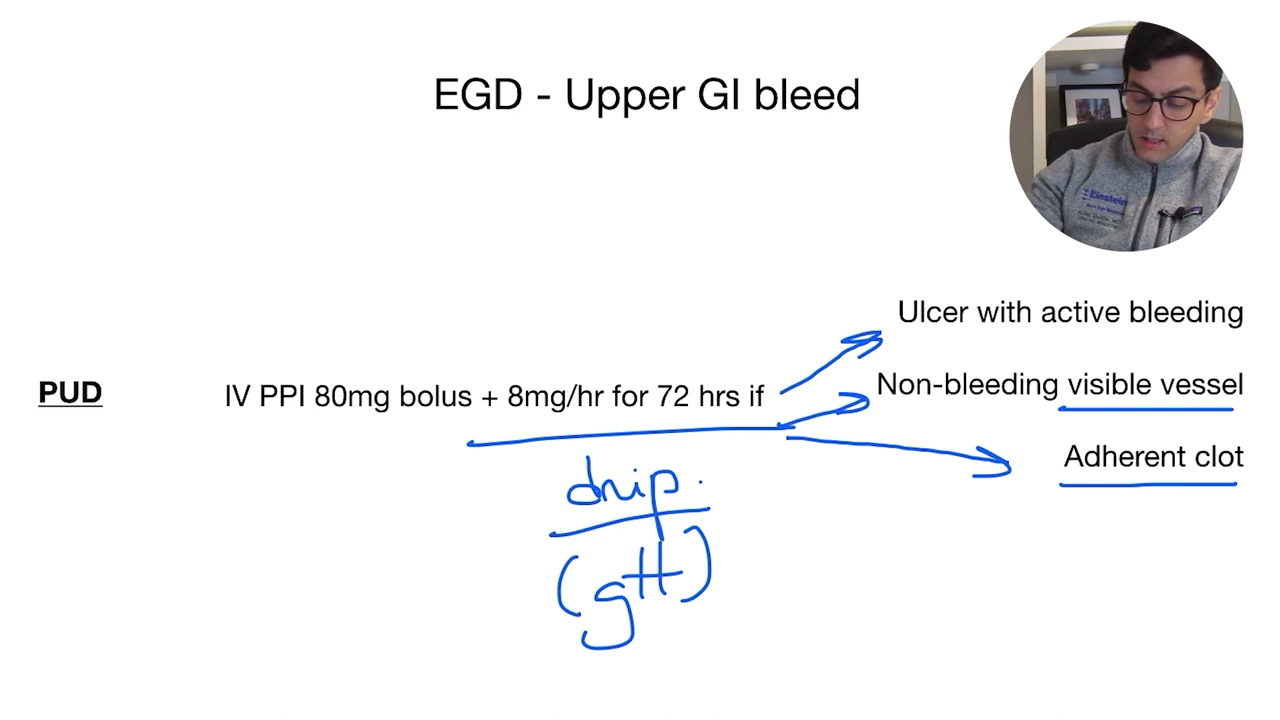 EGD - Upper GI bleed
Einstein
Ulcer with active bleeding
PUD
IV PPI 80mg bolus + 8mg/hr for 72 hrs if
Non-bleeding visible vessel
Adherent clot
drip.
(gtt)